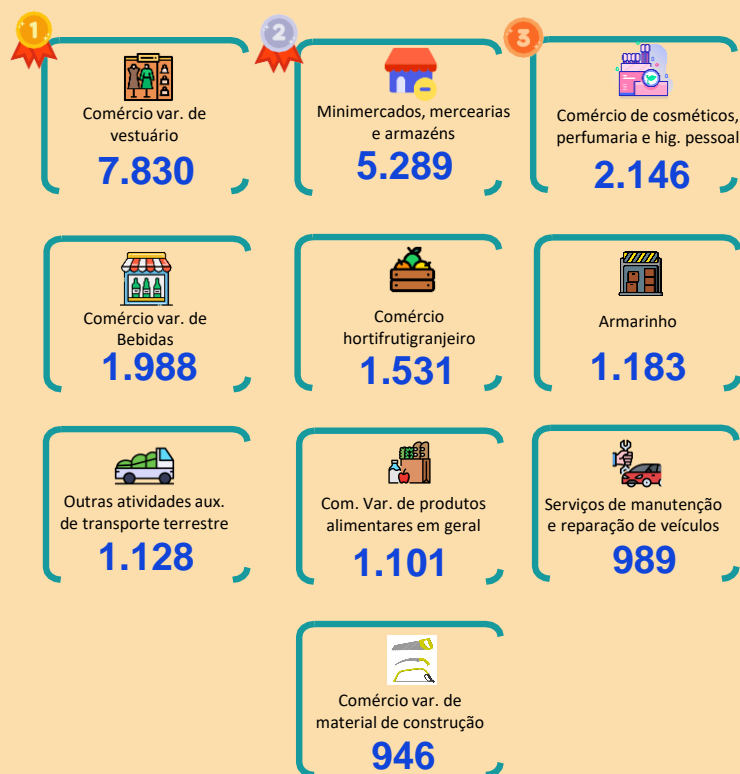 1
Comércio var. de
vestuário
7.830
2
Minimercados, mercearias
e armazéns
5.289
3
Comércio de cosméticos,
perfumaria e hig. pessoal
2.146
Comércio var. de
Bebidas
1.988
Comércio
hortifrutigranjeiro
1.531
Armarinho
1.183
Outras atividades aux.
de transporte terrestre
1.128
Com. Var. de produtos
alimentares em geral
1.101
Serviços de manutenção
e reparação de veículos
989
Comércio var. de
material de construção
946